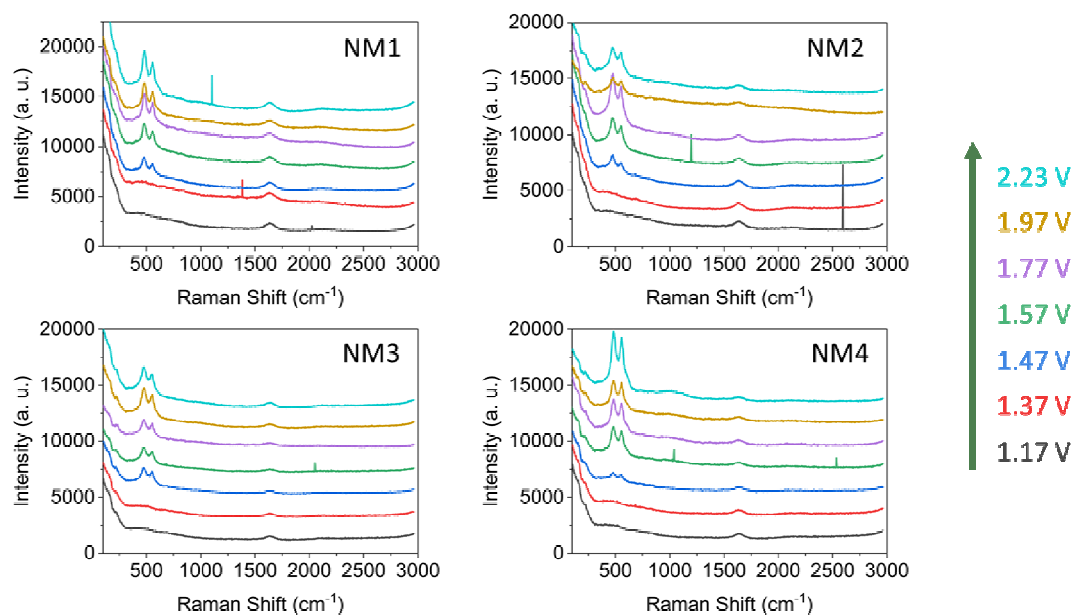 NM1
20000
15000
10000
5000
0
Intensity (a. u.)
500 1000 1500 2000 2500 3000
Raman Shift (cm⁻¹)
NM2
20000
15000
10000
5000
0
Intensity (a. u.)
500 1000 1500 2000 2500 3000
Raman Shift (cm⁻¹)
NM3
20000
15000
10000
5000
0
Intensity (a. u.)
500 1000 1500 2000 2500 3000
Raman Shift (cm⁻¹)
NM4
20000
15000
10000
5000
0
Intensity (a. u.)
500 1000 1500 2000 2500 3000
Raman Shift (cm⁻¹)
2.23 V
1.97 V
1.77 V
1.57 V
1.47 V
1.37 V
1.17 V